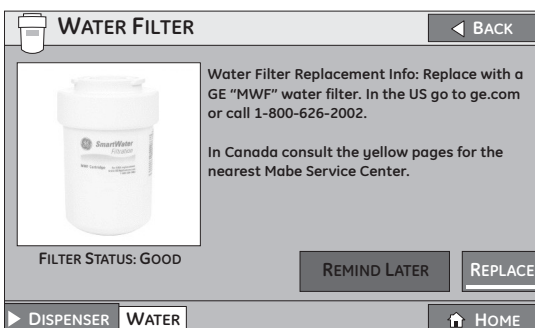 WATER FILTER
BACK
Water Filter Replacement Info: Replace with a
GE “MWF” water filter. In the US go to ge.com
or call 1-800-626-2002.
In Canada consult the yellow pages for the
nearest Mabe Service Center.
SmartWater
Filtration
FILTER STATUS: GOOD
REMIND LATER
REPLACE
DISPENSER
WATER
HOME